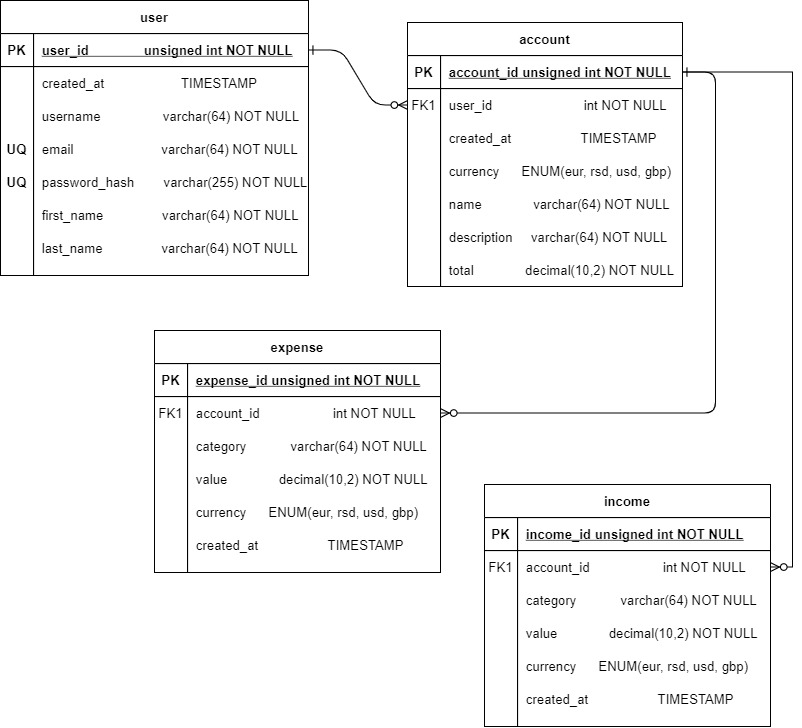 user
PK user_id unsigned int NOT NULL
created_at TIMESTAMP
username varchar(64) NOT NULL
UQ email varchar(64) NOT NULL
UQ password_hash varchar(255) NOT NULL
first_name varchar(64) NOT NULL
last_name varchar(64) NOT NULL
account
PK account_id unsigned int NOT NULL
FK1 user_id int NOT NULL
created_at TIMESTAMP
currency ENUM(eur, rsd, usd, gbp)
name varchar(64) NOT NULL
description varchar(64) NOT NULL
total decimal(10,2) NOT NULL
expense
PK expense_id unsigned int NOT NULL
FK1 account_id int NOT NULL
category varchar(64) NOT NULL
value decimal(10,2) NOT NULL
currency ENUM(eur, rsd, usd, gbp)
created_at TIMESTAMP
income
PK income_id unsigned int NOT NULL
FK1 account_id int NOT NULL
category varchar(64) NOT NULL
value decimal(10,2) NOT NULL
currency ENUM(eur, rsd, usd, gbp)
created_at TIMESTAMP